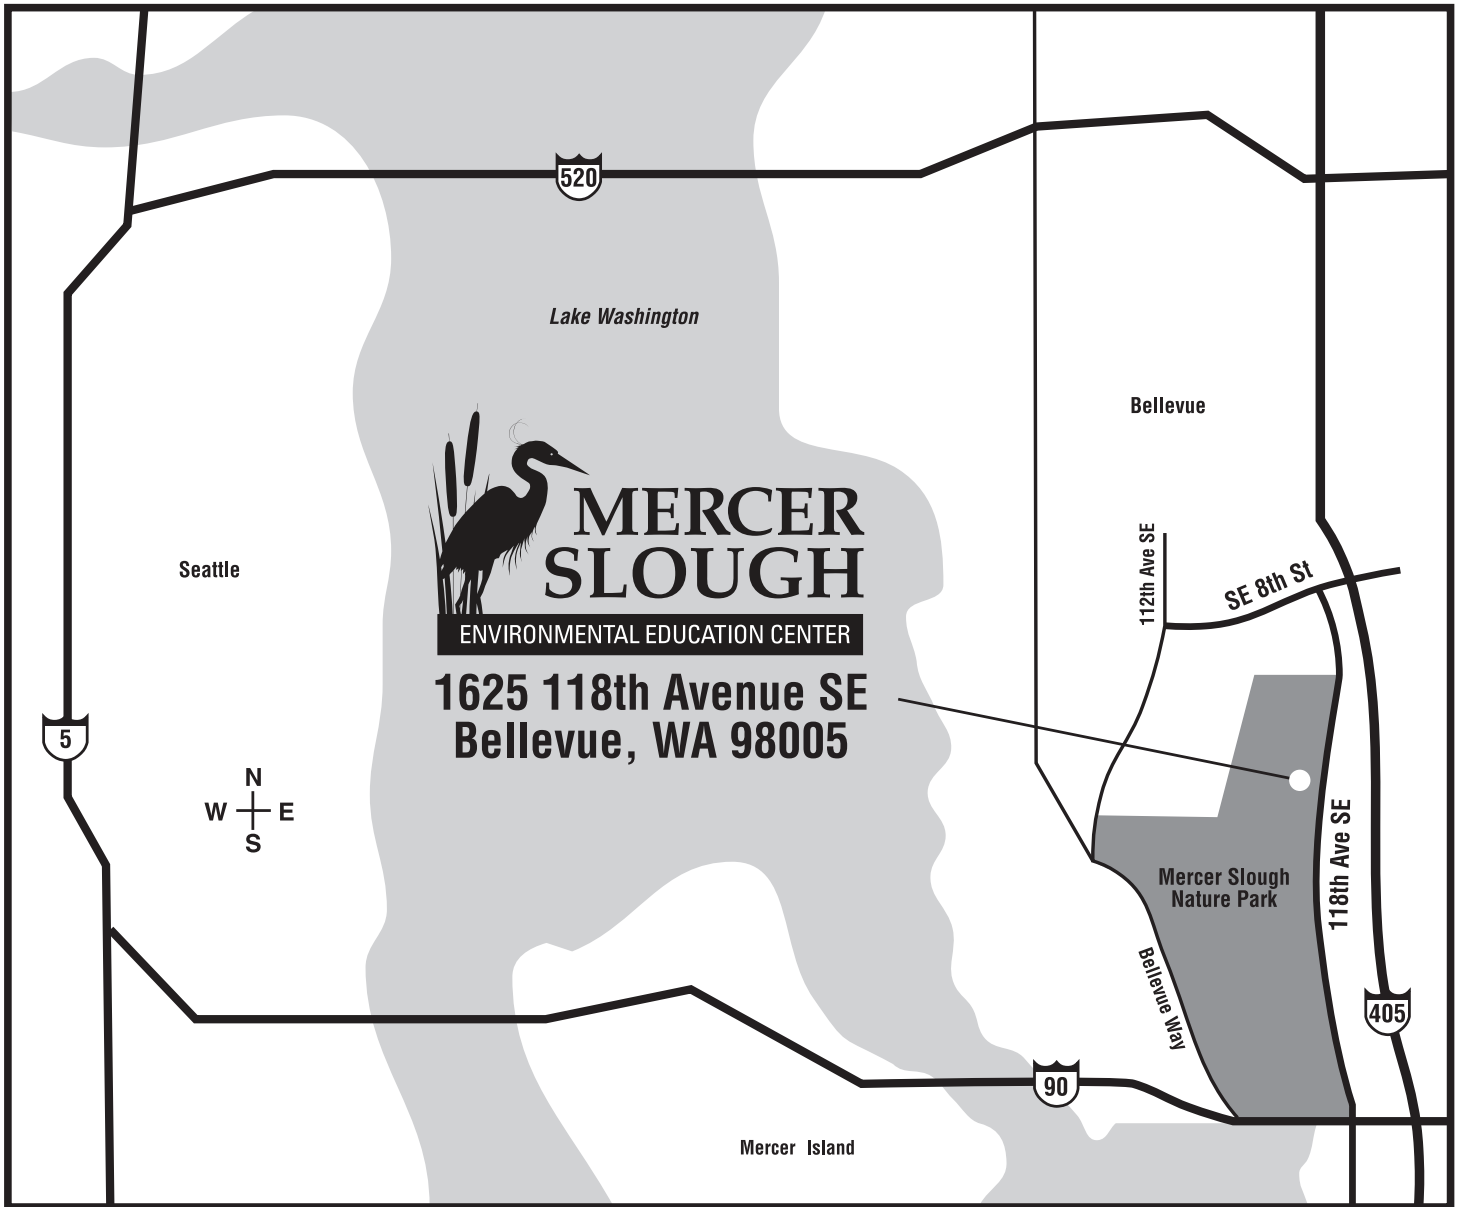 520
Lake Washington
Bellevue
MERCER
SLOUGH
ENVIRONMENTAL EDUCATION CENTER
1625 118th Avenue SE
Bellevue, WA 98005
112th Ave SE
SE 8th St
Seattle
5
N
W E
S
Mercer Slough
Nature Park
118th Ave SE
Bellevue Way
405
90
Mercer Island